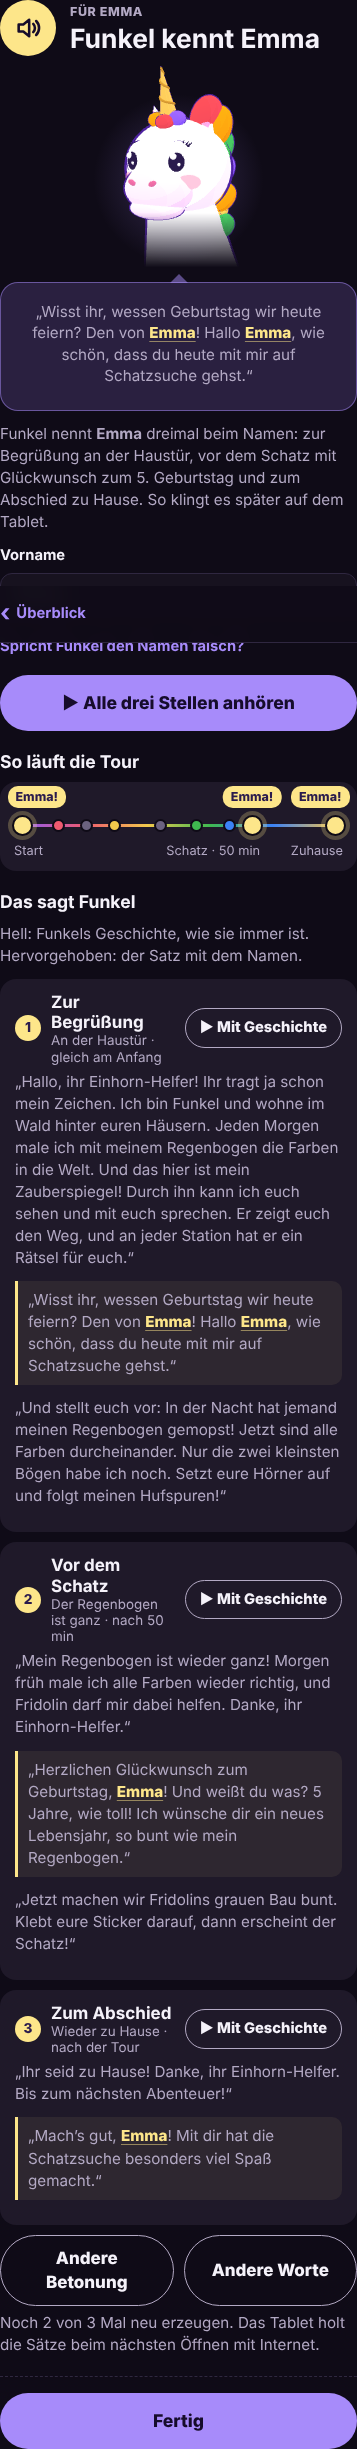 FÜR EMMA
Funkel kennt Emma
„Wisst ihr, wessen Geburtstag wir heute
feiern? Den von Emma! Hallo Emma, wie
schön, dass du heute mit mir auf
Schatzsuche gehst.“
Funkel nennt Emma dreimal beim Namen: zur
Begrüßung an der Haustür, vor dem Schatz mit
Glückwunsch zum 5. Geburtstag und zum
Abschied zu Hause. So klingt es später auf dem
Tablet.
Vorname
‹ Überblick
Spricht Funkel den Namen falsch?
▶ Alle drei Stellen anhören
So läuft die Tour
Emma! Emma! Emma!
Start Schatz · 50 min Zuhause
Das sagt Funkel
Hell: Funkels Geschichte, wie sie immer ist.
Hervorgehoben: der Satz mit dem Namen.
1 Zur
Begrüßung
An der Haustür ·
gleich am Anfang
▶ Mit Geschichte
„Hallo, ihr Einhorn-Helfer! Ihr tragt ja schon
mein Zeichen. Ich bin Funkel und wohne im
Wald hinter euren Häusern. Jeden Morgen
male ich mit meinem Regenbogen die Farben
in die Welt. Und das hier ist mein
Zauberspiegel! Durch ihn kann ich euch
sehen und mit euch sprechen. Er zeigt euch
den Weg, und an jeder Station hat er ein
Rätsel für euch.“
„Wisst ihr, wessen Geburtstag wir heute
feiern? Den von Emma! Hallo Emma, wie
schön, dass du heute mit mir auf
Schatzsuche gehst.“
„Und stellt euch vor: In der Nacht hat jemand
meinen Regenbogen gemopst! Jetzt sind alle
Farben durcheinander. Nur die zwei kleinsten
Bögen habe ich noch. Setzt eure Hörner auf
und folgt meinen Hufspuren!“
2 Vor dem
Schatz
Der Regenbogen
ist ganz · nach 50
min
▶ Mit Geschichte
„Mein Regenbogen ist wieder ganz! Morgen
früh male ich alle Farben wieder richtig, und
Fridolin darf mir dabei helfen. Danke, ihr
Einhorn-Helfer.“
„Herzlichen Glückwunsch zum
Geburtstag, Emma! Und weißt du was? 5
Jahre, wie toll! Ich wünsche dir ein neues
Lebensjahr, so bunt wie mein
Regenbogen.“
„Jetzt machen wir Fridolins grauen Bau bunt.
Klebt eure Sticker darauf, dann erscheint der
Schatz!“
3 Zum Abschied
Wieder zu Hause ·
nach der Tour
▶ Mit Geschichte
„Ihr seid zu Hause! Danke, ihr Einhorn-Helfer.
Bis zum nächsten Abenteuer!“
„Mach’s gut, Emma! Mit dir hat die
Schatzsuche besonders viel Spaß
gemacht.“
Andere
Betonung
Andere Worte
Noch 2 von 3 Mal neu erzeugen. Das Tablet holt
die Sätze beim nächsten Öffnen mit Internet.
Fertig